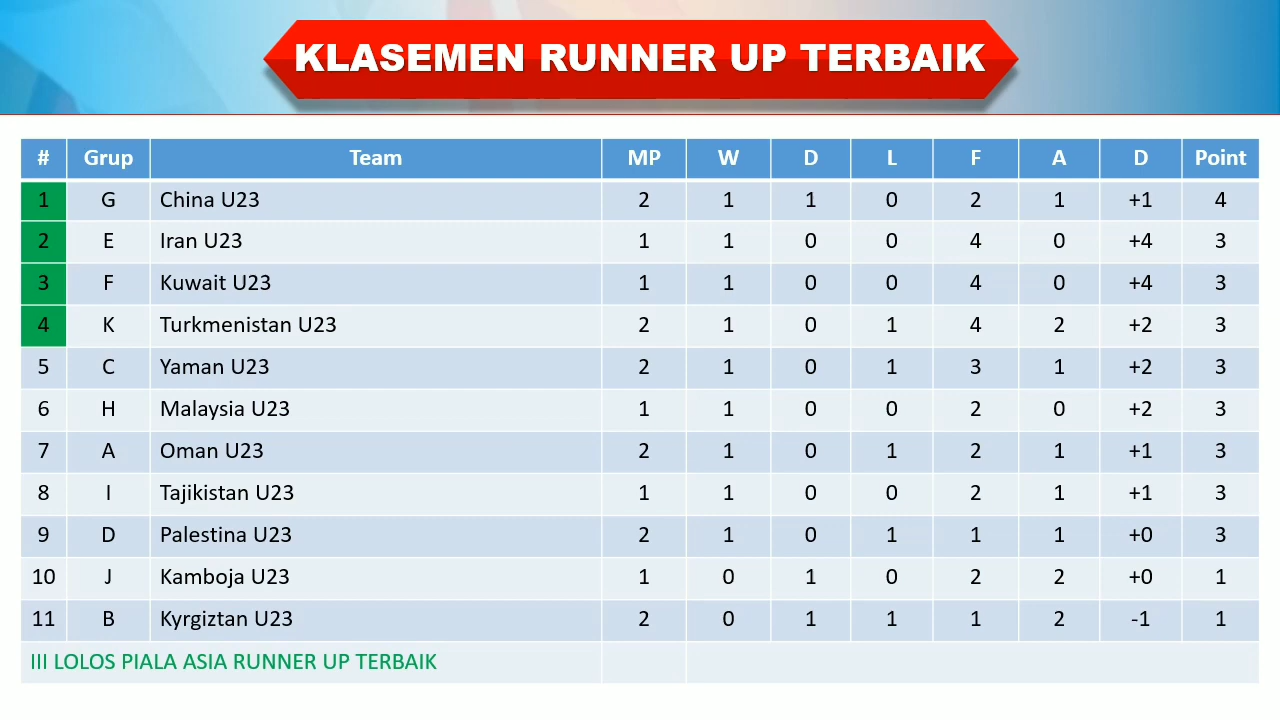 KLASEMEN RUNNER UP TERBAIK
# Grup Team MP W D L F A D Point
1 G China U23 2 1 1 0 2 1 +1 4
2 E Iran U23 1 1 0 0 4 0 +4 3
3 F Kuwait U23 1 1 0 0 4 0 +4 3
4 K Turkmenistan U23 2 1 0 1 4 2 +2 3
5 C Yaman U23 2 1 0 1 3 1 +2 3
6 H Malaysia U23 1 1 0 0 2 0 +2 3
7 A Oman U23 2 1 0 1 2 1 +1 3
8 I Tajikistan U23 1 1 0 0 2 1 +1 3
9 D Palestina U23 2 1 0 1 1 1 +0 3
10 J Kamboja U23 1 0 1 0 2 2 +0 1
11 B Kyrgiztan U23 2 0 1 1 1 2 -1 1
III LOLOS PIALA ASIA RUNNER UP TERBAIK